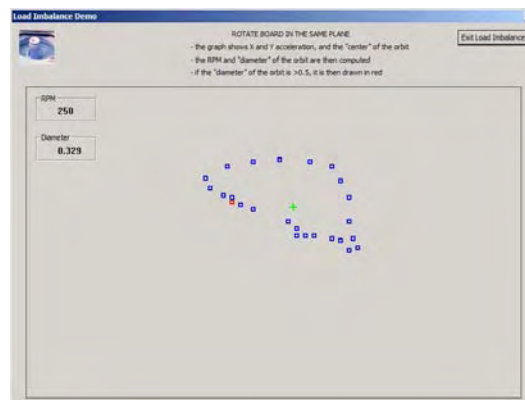 Load Imbalance Demo
ROTATE BOARD IN THE SAME PLANE
- the graph shows X and Y acceleration, and the "center" of the orbit
- the RPM and "diameter" of the orbit are then computed
- if the "diameter" of the orbit is >0.5, it is then drawn in red
Exit Load Imbalance
RPM
250
Diameter
0.329